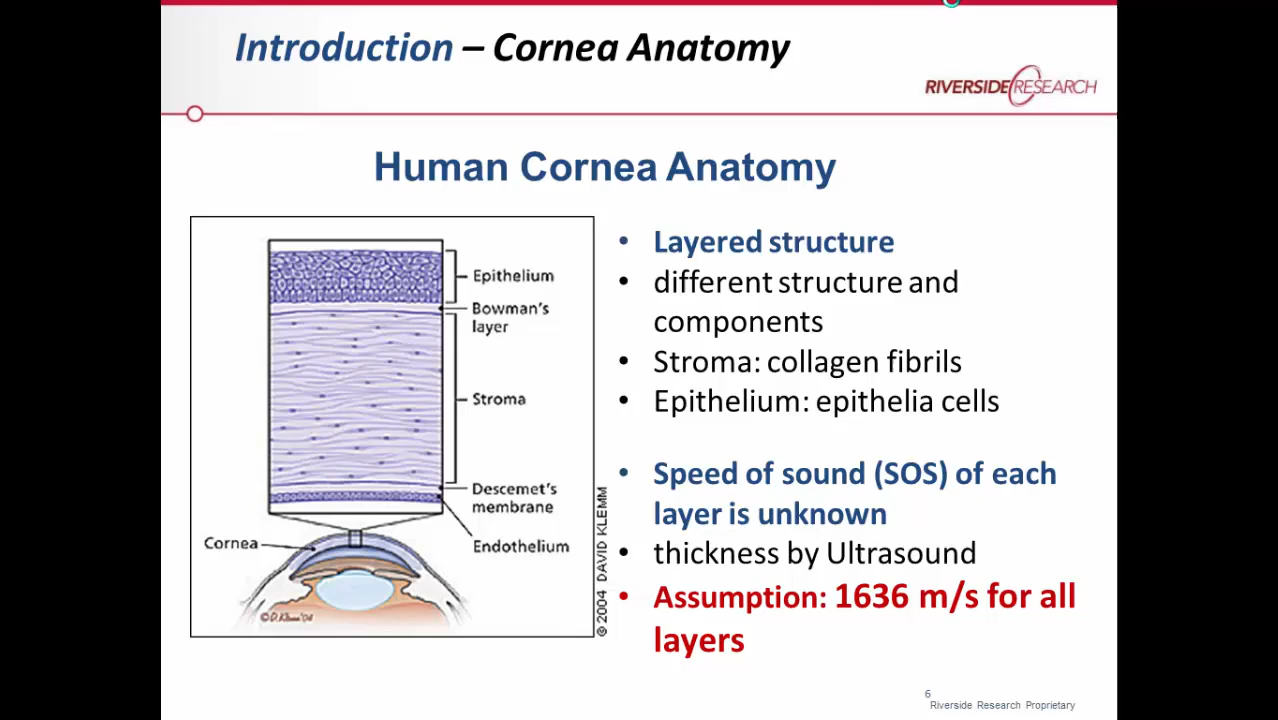 Introduction – Cornea Anatomy
RIVERSIDE RESEARCH
Human Cornea Anatomy
Epithelium
Bowman's
layer
Stroma
Descemet's
membrane
Endothelium
Cornea
©D.Klemm '04
© 2004 DAVID KLEMM
• Layered structure
• different structure and
components
• Stroma: collagen fibrils
• Epithelium: epithelia cells
• Speed of sound (SOS) of each
layer is unknown
• thickness by Ultrasound
• Assumption: 1636 m/s for all
layers
6
Riverside Research Proprietary